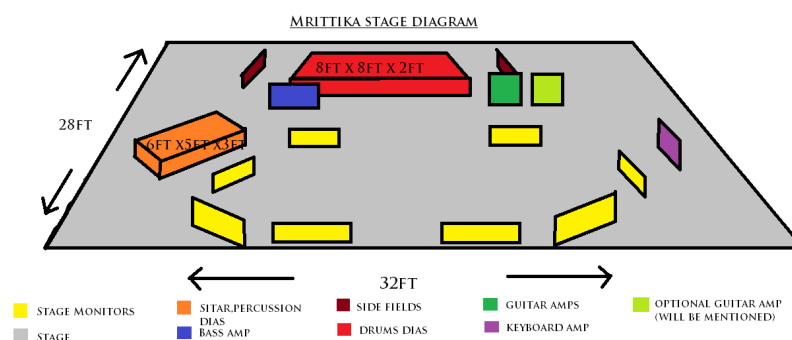 Mrittika stage diagram
8ft x 8ft x 2ft
6ft x5ft x3ft
28ft
32ft
stage monitors
sitar,percussion
dias
side fields
guitar amps
optional guitar amp
(will be mentioned)
stage
Bass amp
drums dias
keyboard amp